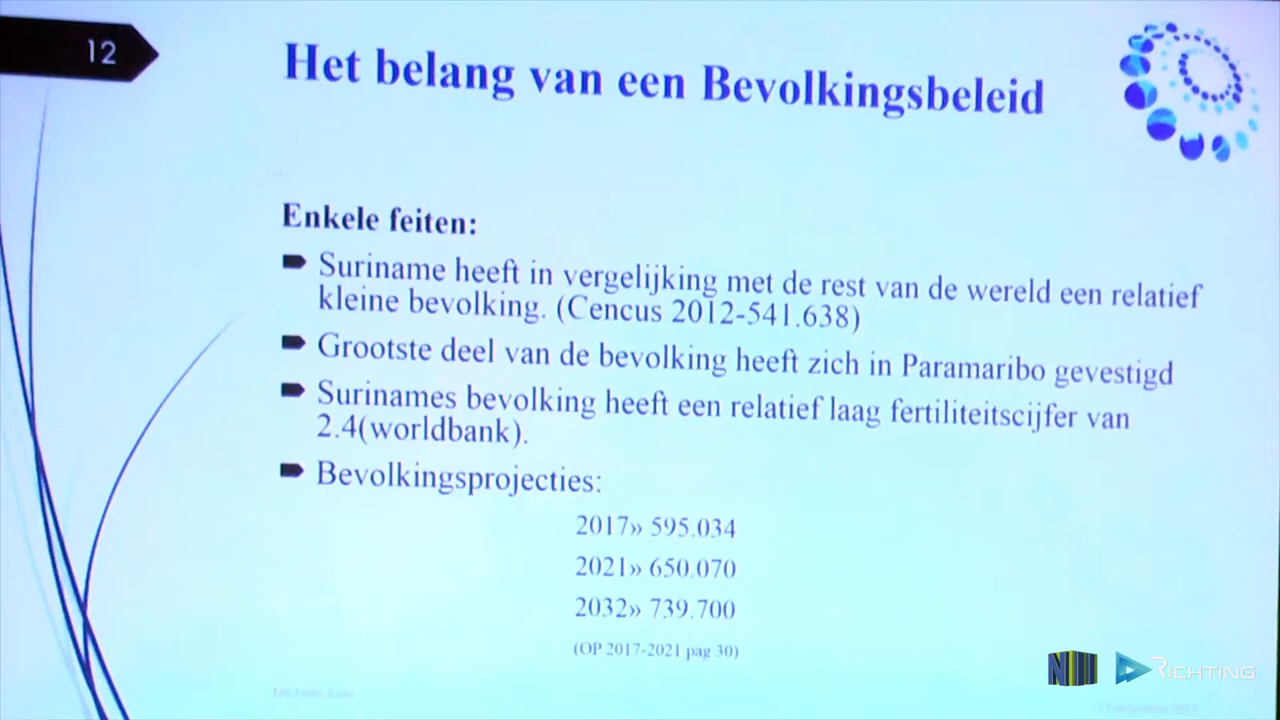 12
Het belang van een Bevolkingsbeleid
Enkele feiten:
Suriname heeft in vergelijking met de rest van de wereld een relatief
kleine bevolking. (Cencus 2012-541.638)
Grootste deel van de bevolking heeft zich in Paramaribo gevestigd
Surinames bevolking heeft een relatief laag fertiliteitscijfer van
2.4(worldbank).
Bevolkingsprojecties:
2017» 595.034
2021» 650.070
2032» 739.700
(OP 2017-2021 pag 30)
RICHTING